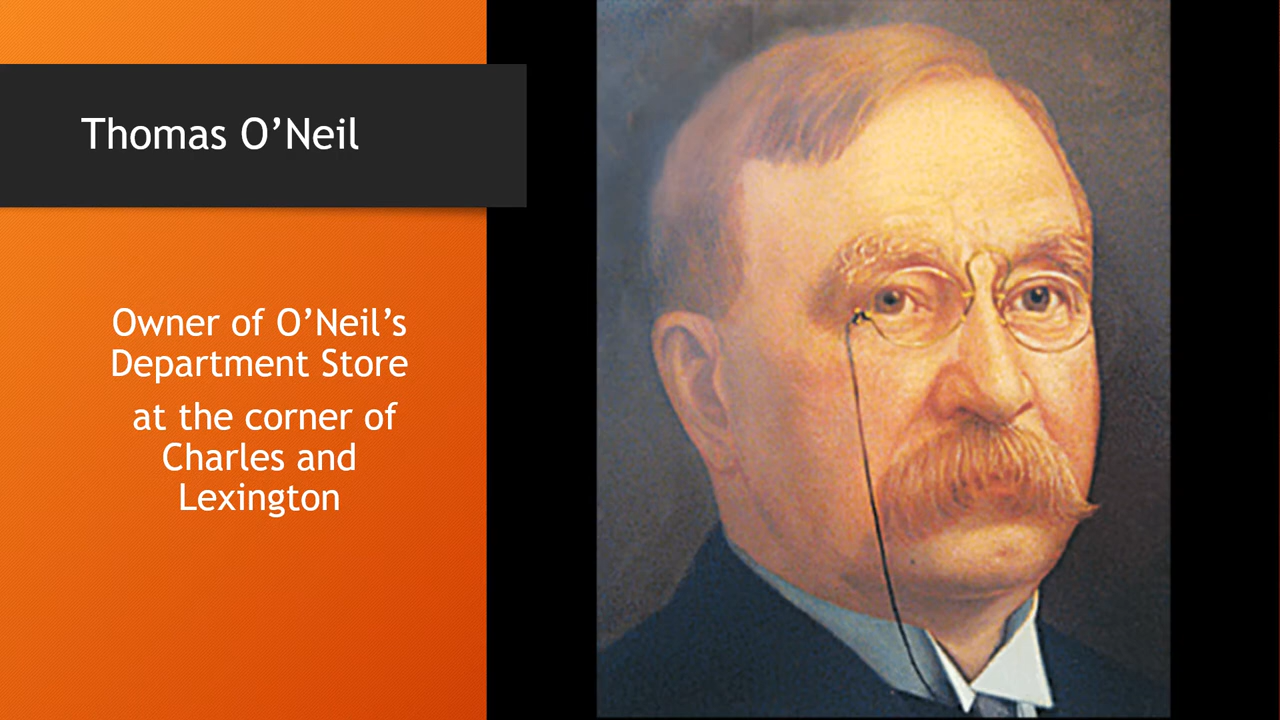 Thomas O’Neil
Owner of O’Neil’s
Department Store
at the corner of
Charles and
Lexington